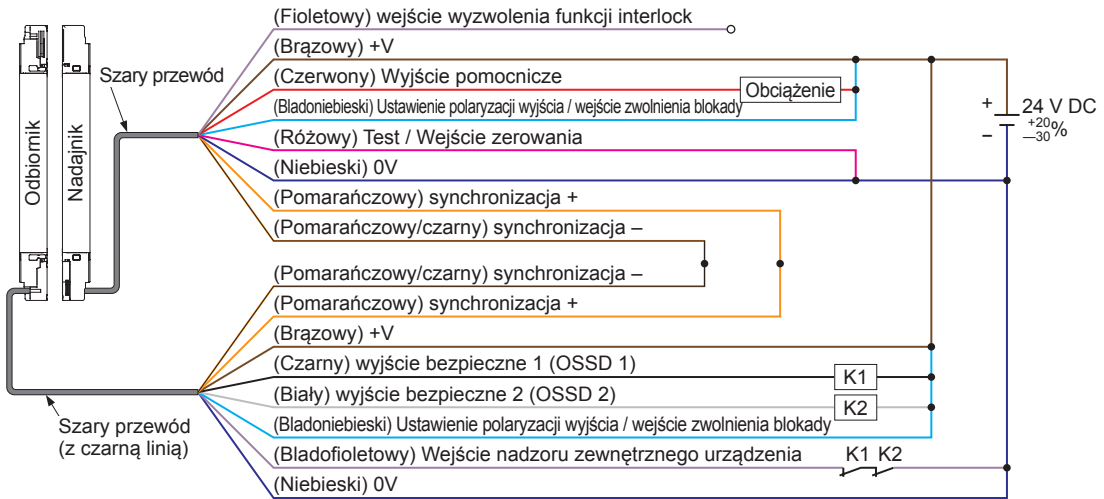 (Fioletowy) wejście wyzwolenia funkcji interlock
(Brązowy) +V
Szary przewód
(Czerwony) Wyjście pomocnicze
Obciążenie
(Bladoniebieski) Ustawienie polaryzacji wyjścia / wejście zwolnienia blokady
+ 24 V DC
+20
—30 %
–
(Różowy) Test / Wejście zerowania
Odbiornik
Nadajnik
(Niebieski) 0V
(Pomarańczowy) synchronizacja +
(Pomarańczowy/czarny) synchronizacja –
(Pomarańczowy/czarny) synchronizacja –
(Pomarańczowy) synchronizacja +
(Brązowy) +V
(Czarny) wyjście bezpieczne 1 (OSSD 1)
K1
(Biały) wyjście bezpieczne 2 (OSSD 2)
K2
Szary przewód
(z czarną linią)
(Bladoniebieski) Ustawienie polaryzacji wyjścia / wejście zwolnienia blokady
(Bladofioletowy) Wejście nadzoru zewnętrznego urządzenia
K1 K2
(Niebieski) 0V